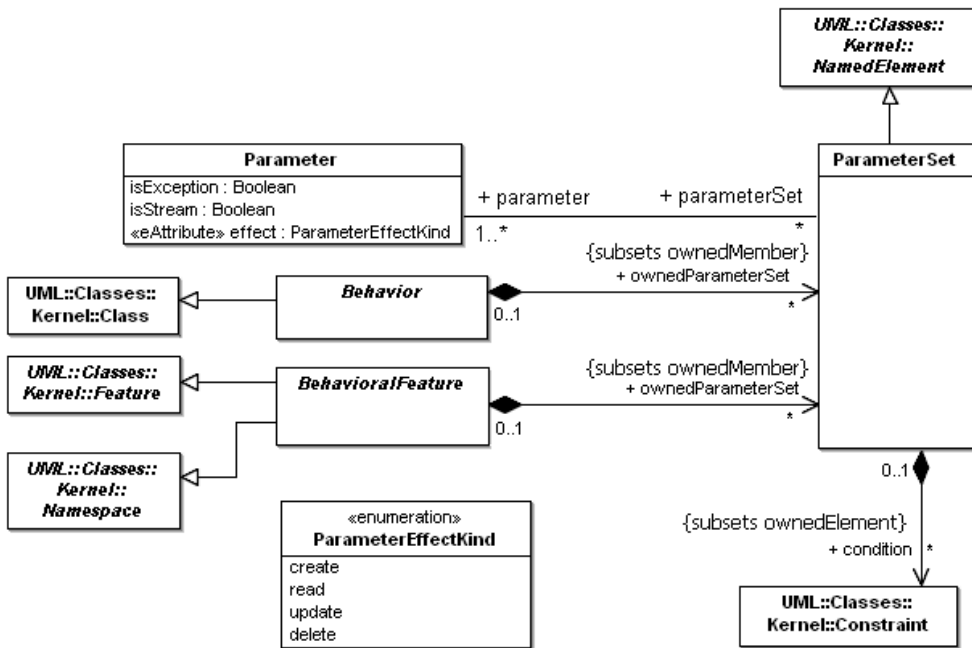 UML::Classes::
Kernel::
NamedElement
Parameter
isException : Boolean
isStream : Boolean
«eAttribute» effect : ParameterEffectKind
ParameterSet
+ parameter
+ parameterSet
1..*
*
{subsets ownedMember}
+ ownedParameterSet
UML::Classes::
Kernel::Class
Behavior
0..1
*
UML::Classes::
Kernel::Feature
BehavioralFeature
{subsets ownedMember}
+ ownedParameterSet
0..1
*
UML::Classes::
Kernel::
Namespace
0..1
«enumeration»
ParameterEffectKind
create
read
update
delete
{subsets ownedElement}
+ condition
*
UML::Classes::
Kernel::Constraint